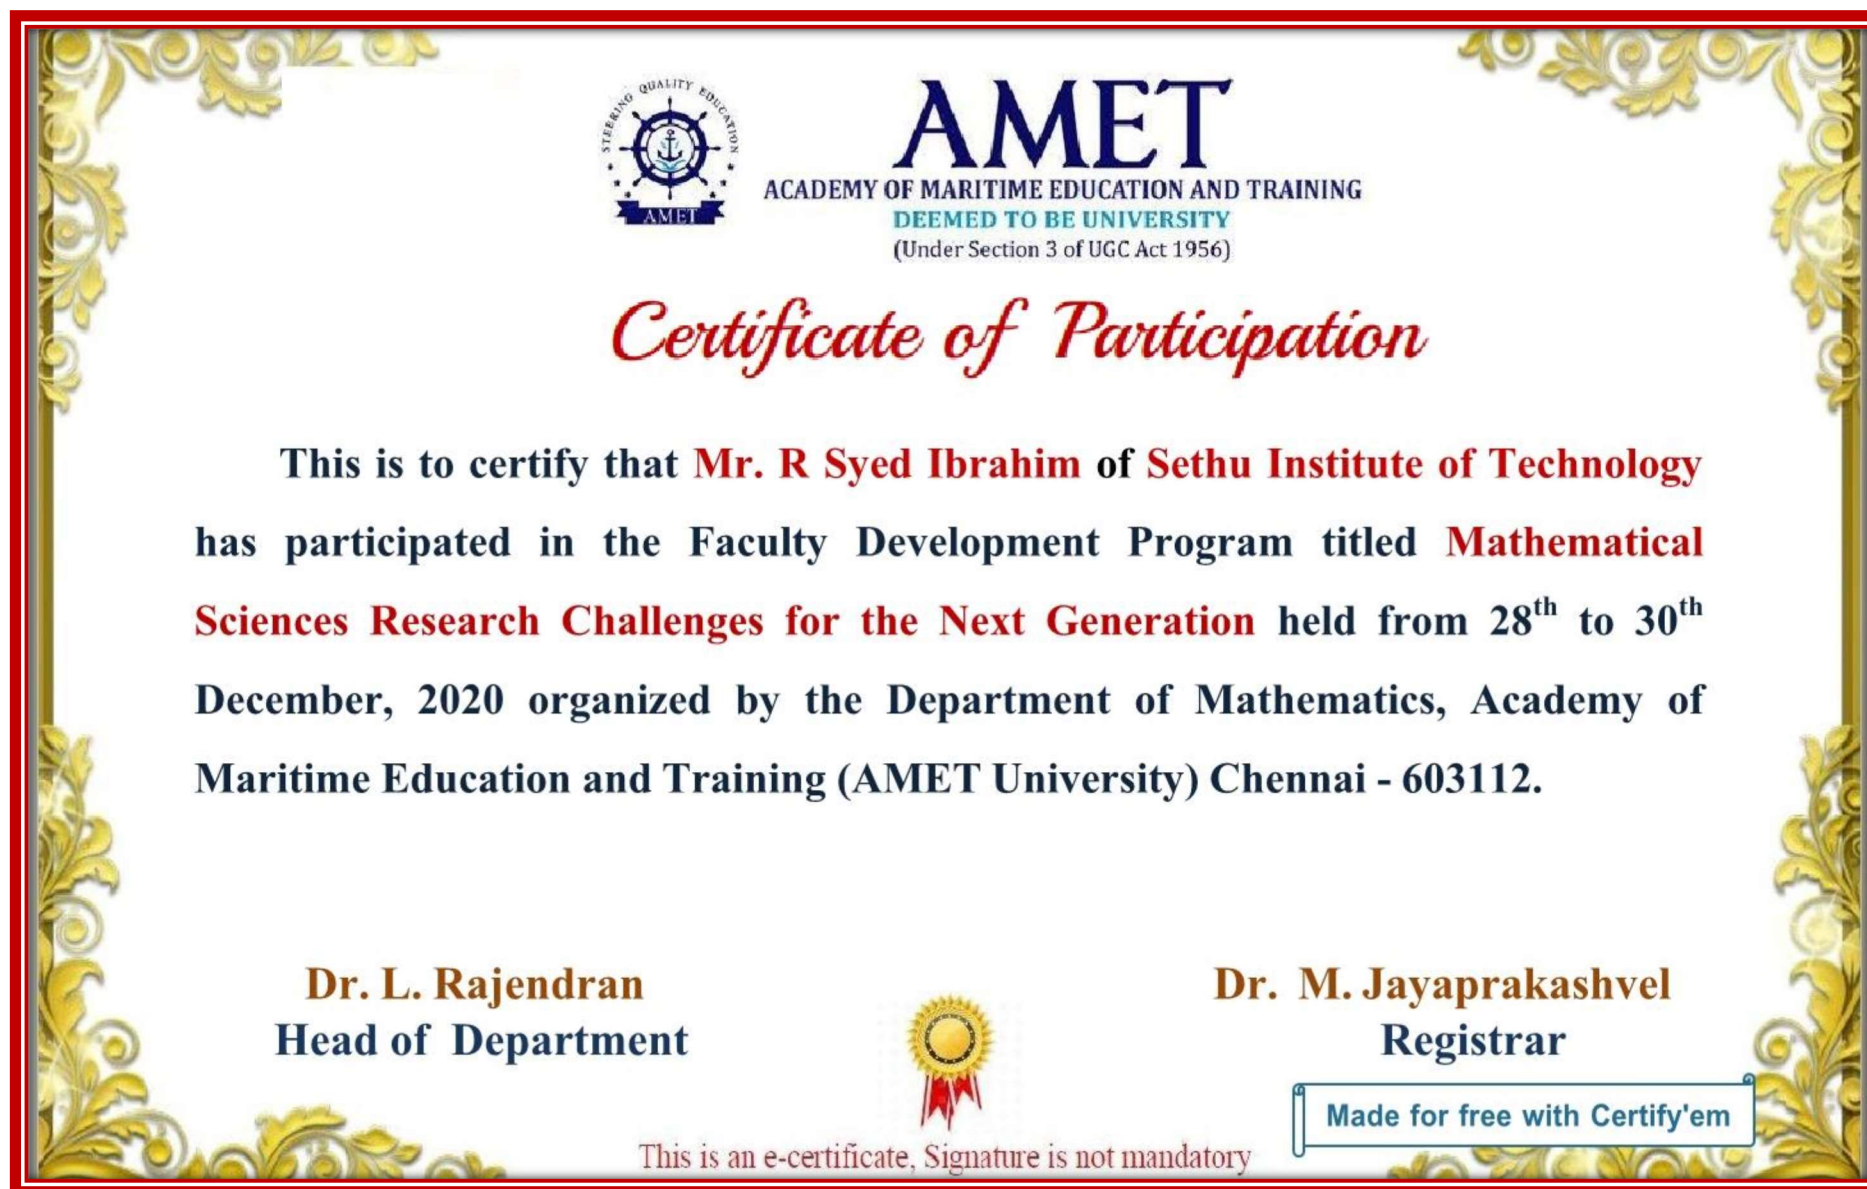 STEERING QUALITY EDUCATION
AMET
AMET
ACADEMY OF MARITIME EDUCATION AND TRAINING
DEEMED TO BE UNIVERSITY
(Under Section 3 of UGC Act 1956)
Certificate of Participation
This is to certify that Mr. R Syed Ibrahim of Sethu Institute of Technology
has participated in the Faculty Development Program titled Mathematical
Sciences Research Challenges for the Next Generation held from 28th to 30th
December, 2020 organized by the Department of Mathematics, Academy of
Maritime Education and Training (AMET University) Chennai - 603112.
Dr. L. Rajendran
Head of Department
Dr. M. Jayaprakashvel
Registrar
Made for free with Certify'em
This is an e-certificate, Signature is not mandatory